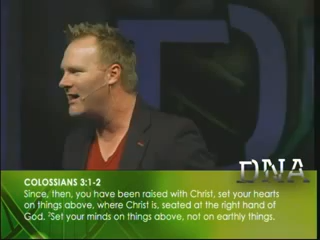 DNA
COLOSSIANS 3:1-2
Since, then, you have been raised with Christ, set your hearts
on things above, where Christ is, seated at the right hand of
God. ²Set your minds on things above, not on earthly things.